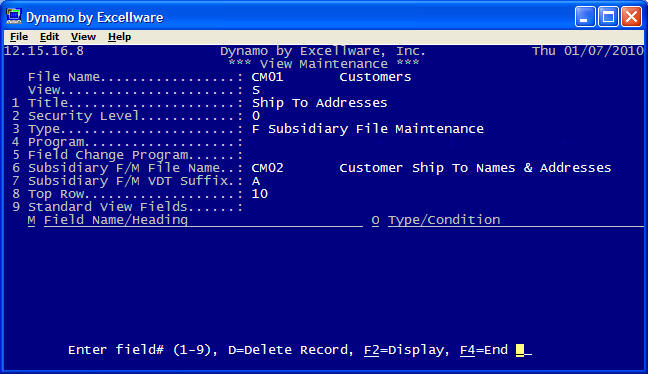 Dynamo by Excellware
File Edit View Help
12.15.16.8 Dynamo by Excellware, Inc. Thu 01/07/2010
*** View Maintenance ***
File Name.................: CM01 Customers
View......................: S
1 Title.....................: Ship To Addresses
2 Security Level............: 0
3 Type......................: F Subsidiary File Maintenance
4 Program...................:
5 Field Change Program......:
6 Subsidiary F/M File Name..: CM02 Customer Ship To Names & Addresses
7 Subsidiary F/M VDT Suffix.: A
8 Top Row...................: 10
9 Standard View Fields......:
M Field Name/Heading O Type/Condition
Enter field# (1-9), D=Delete Record, F2=Display, F4=End